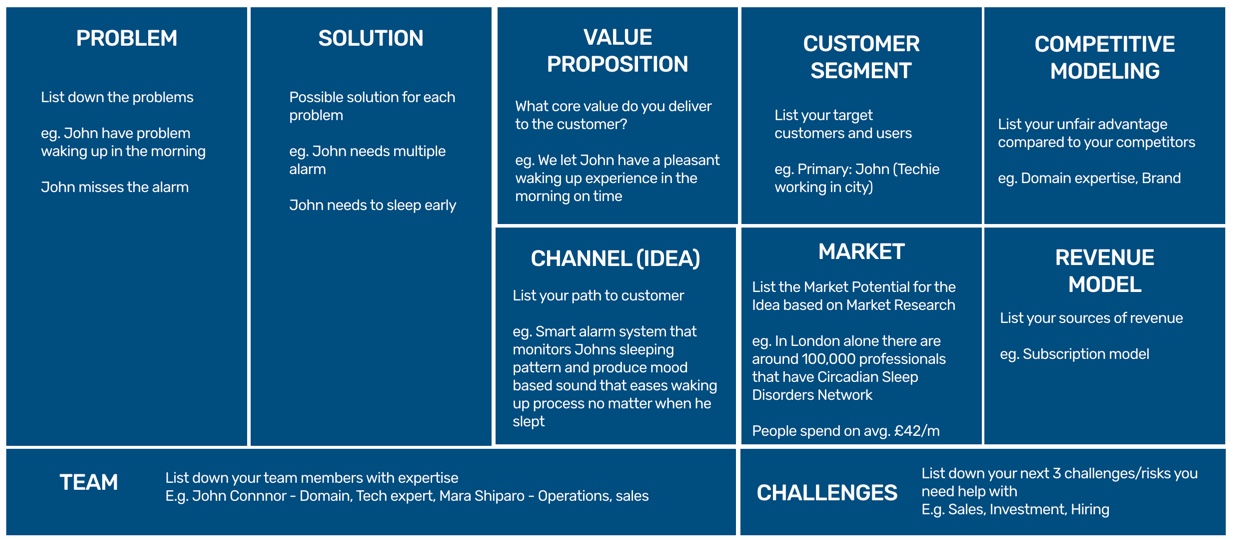 PROBLEM
List down the problems
eg. John have problem
waking up in the morning
John misses the alarm
SOLUTION
Possible solution for each
problem
eg. John needs multiple
alarm
John needs to sleep early
VALUE
PROPOSITION
What core value do you deliver
to the customer?
eg. We let John have a pleasant
waking up experience in the
morning on time
CUSTOMER
SEGMENT
List your target
customers and users
eg. Primary: John (Techie
working in city)
COMPETITIVE
MODELING
List your unfair advantage
compared to your competitors
eg. Domain expertise, Brand
CHANNEL (IDEA)
List your path to customer
eg. Smart alarm system that
monitors Johns sleeping
pattern and produce mood
based sound that eases waking
up process no matter when he
slept
MARKET
List the Market Potential for the
Idea based on Market Research
eg. In London alone there are
around 100,000 professionals
that have Circadian Sleep
Disorders Network
People spend on avg. £42/m
REVENUE
MODEL
List your sources of revenue
eg. Subscription model
TEAM
List down your team members with expertise
E.g. John Connnor - Domain, Tech expert, Mara Shiparo - Operations, sales
CHALLENGES
List down your next 3 challenges/risks you
need help with
E.g. Sales, Investment, Hiring